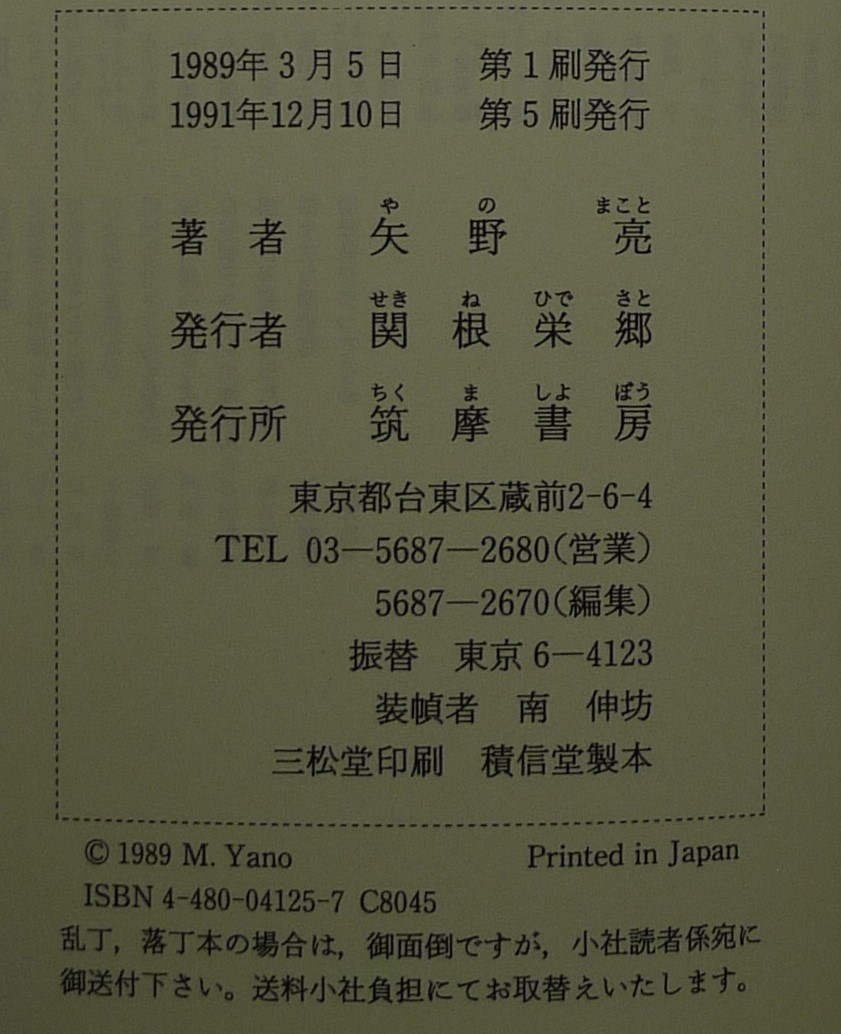 1989年3月5日　第1刷発行
1991年12月10日　第5刷発行
や　の　まこと
著　者　矢　野　亮
せき　ね　ひで　さと
発行者　関　根　栄　郷
ちく　ま　しよ　ぼう
発行所　筑　摩　書　房
東京都台東区蔵前2-6-4
TEL 03—5687—2680(営業)
5687—2670(編集)
振替　東京6—4123
装幀者　南　伸坊
三松堂印刷　積信堂製本
© 1989 M. Yano　Printed in Japan
ISBN 4-480-04125-7 C8045
乱丁，落丁本の場合は，御面倒ですが，小社読者係宛に
御送付下さい。送料小社負担にてお取替えいたします。